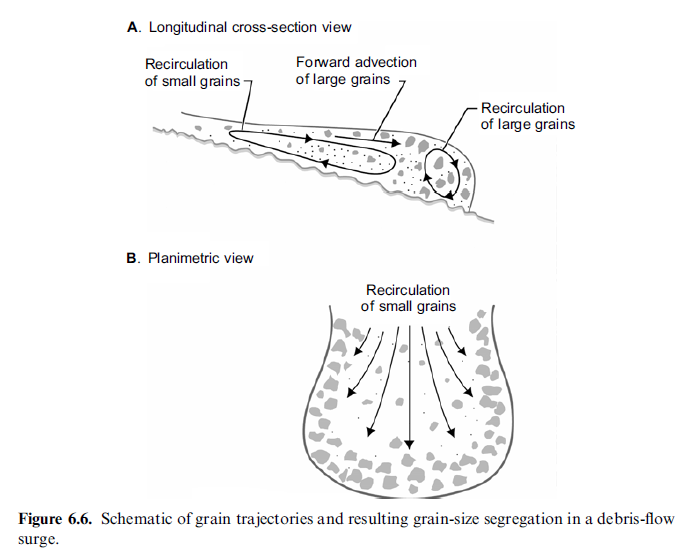 A. Longitudinal cross-section view
Recirculation
of small grains
Forward advection
of large grains
Recirculation
of large grains
B. Planimetric view
Recirculation
of small grains
Figure 6.6. Schematic of grain trajectories and resulting grain-size segregation in a debris-flow
surge.